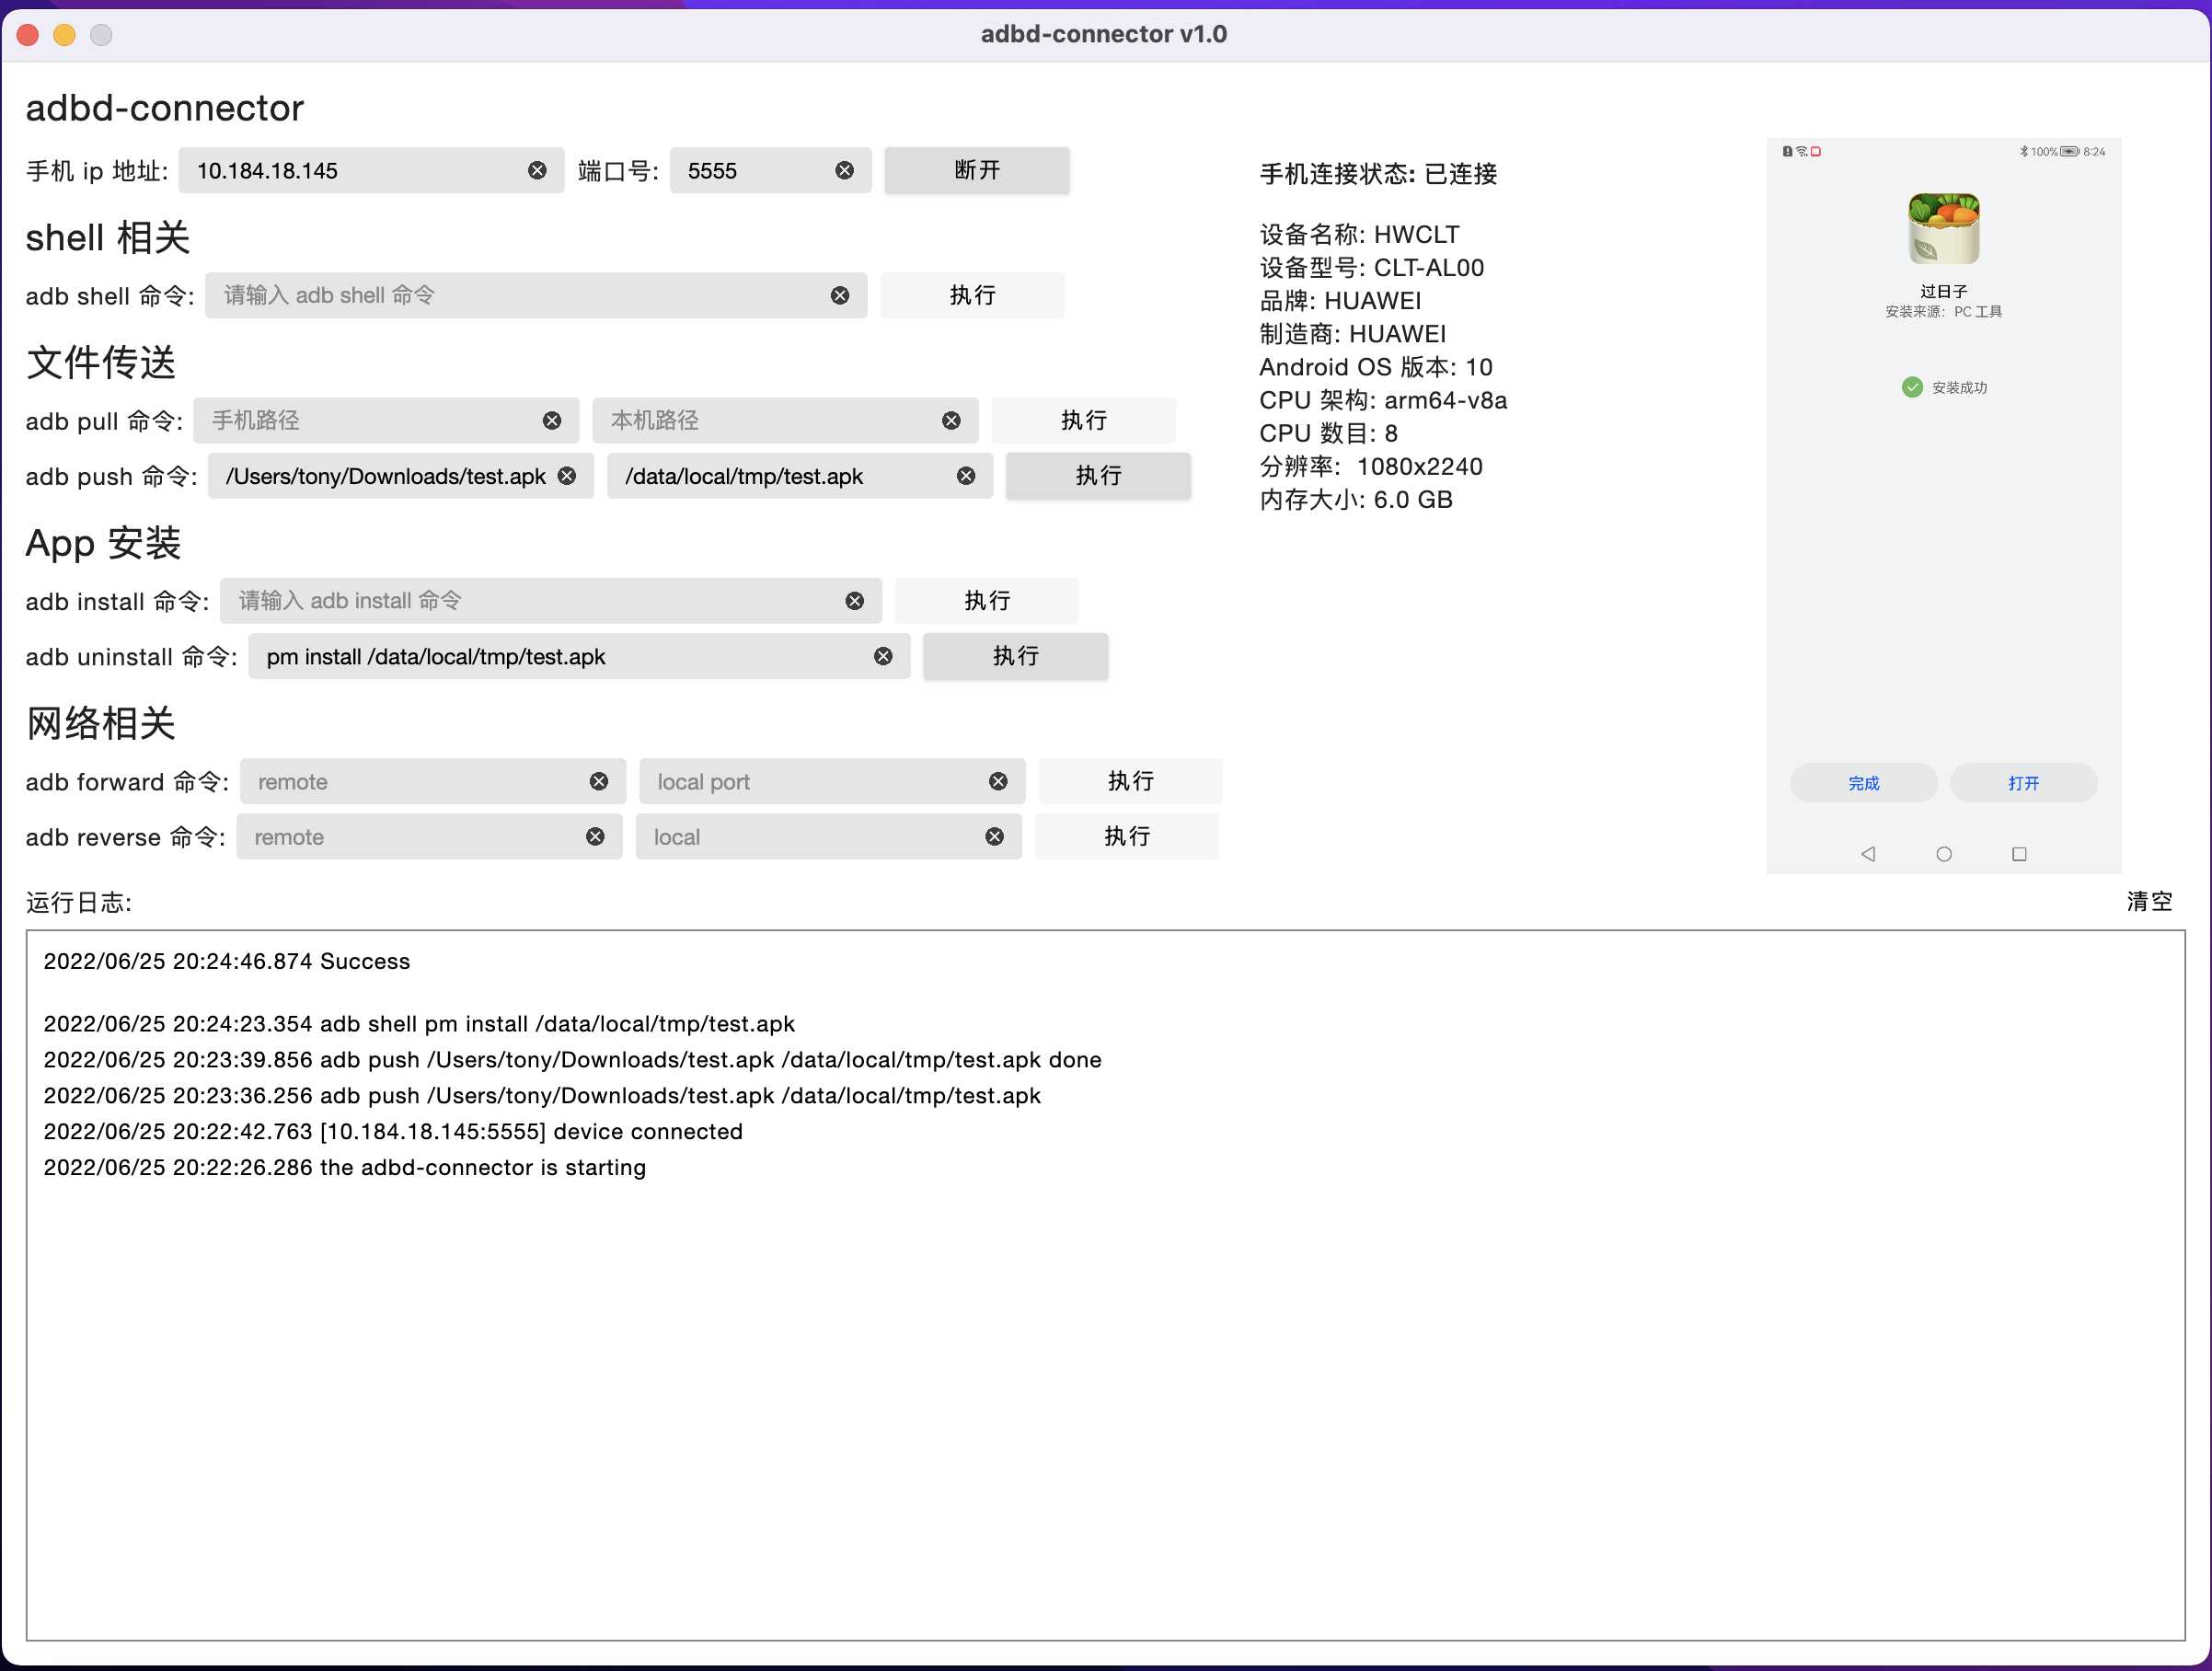 adbd-connector v1.0
adbd-connector
手机 ip 地址: 10.184.18.145 端口号: 5555 断开
shell 相关
adb shell 命令: 请输入 adb shell 命令 执行
文件传送
adb pull 命令: 手机路径 本机路径 执行
adb push 命令: /Users/tony/Downloads/test.apk /data/local/tmp/test.apk 执行
App 安装
adb install 命令: 请输入 adb install 命令 执行
adb uninstall 命令: pm install /data/local/tmp/test.apk 执行
网络相关
adb forward 命令: remote local port 执行
adb reverse 命令: remote local 执行
手机连接状态: 已连接
设备名称: HWCLT
设备型号: CLT-AL00
品牌: HUAWEI
制造商: HUAWEI
Android OS 版本: 10
CPU 架构: arm64-v8a
CPU 数目: 8
分辨率: 1080x2240
内存大小: 6.0 GB
100% 8:24
过日子
安装来源: PC 工具
安装成功
完成 打开
运行日志: 清空
2022/06/25 20:24:46.874 Success
2022/06/25 20:24:23.354 adb shell pm install /data/local/tmp/test.apk
2022/06/25 20:23:39.856 adb push /Users/tony/Downloads/test.apk /data/local/tmp/test.apk done
2022/06/25 20:23:36.256 adb push /Users/tony/Downloads/test.apk /data/local/tmp/test.apk
2022/06/25 20:22:42.763 [10.184.18.145:5555] device connected
2022/06/25 20:22:26.286 the adbd-connector is starting